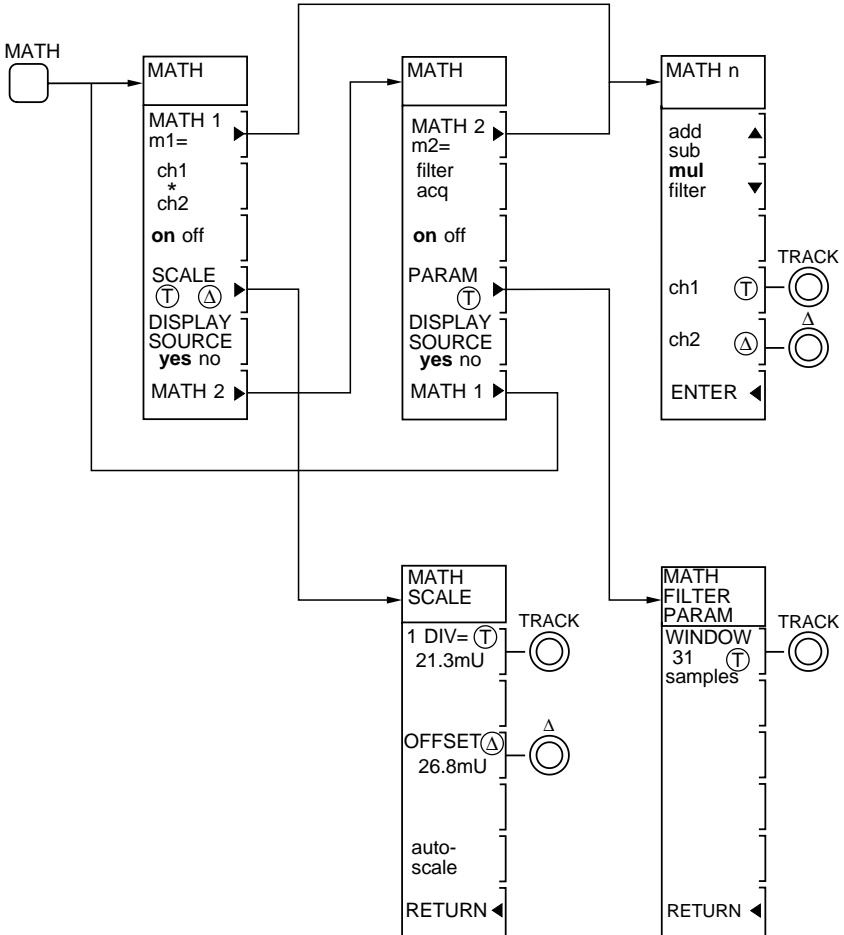 MATH
MATH
MATH 1
m1=
ch1
*
ch2
on off
SCALE
T Δ
DISPLAY
SOURCE
yes no
MATH 2
MATH
MATH 2
m2=
filter
acq
on off
PARAM
T
DISPLAY
SOURCE
yes no
MATH 1
MATH n
add
sub
mul
filter
TRACK
ch1 T
Δ
ch2 Δ
ENTER
MATH
SCALE
TRACK
1 DIV= T
21.3mU
Δ
OFFSET Δ
26.8mU
auto-
scale
RETURN
MATH
FILTER
PARAM
TRACK
WINDOW
31 T
samples
RETURN